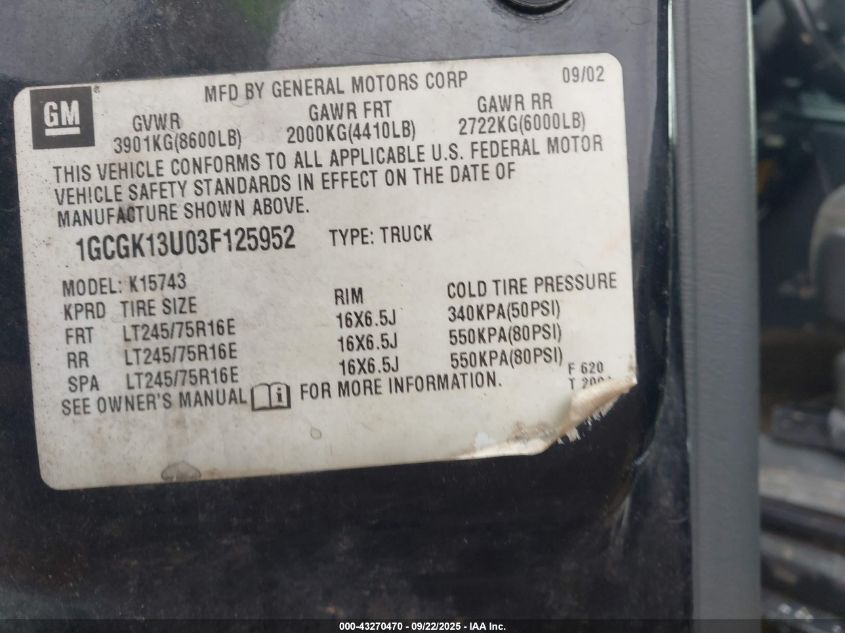 GM
MFD BY GENERAL MOTORS CORP 09/02
GVWR GAWR FRT GAWR RR
3901KG(8600LB) 2000KG(4410LB) 2722KG(6000LB)
THIS VEHICLE CONFORMS TO ALL APPLICABLE U.S. FEDERAL MOTOR
VEHICLE SAFETY STANDARDS IN EFFECT ON THE DATE OF
MANUFACTURE SHOWN ABOVE.
1GCGK13U03F125952 TYPE: TRUCK
MODEL: K15743
KPRD TIRE SIZE RIM COLD TIRE PRESSURE
FRT LT245/75R16E 16X6.5J 340KPA(50PSI)
RR LT245/75R16E 16X6.5J 550KPA(80PSI)
SPA LT245/75R16E 16X6.5J 550KPA(80PSI)
SEE OWNER'S MANUAL FOR MORE INFORMATION.
F 620
T
000-43270470 - 09/22/2025 - IAA Inc.